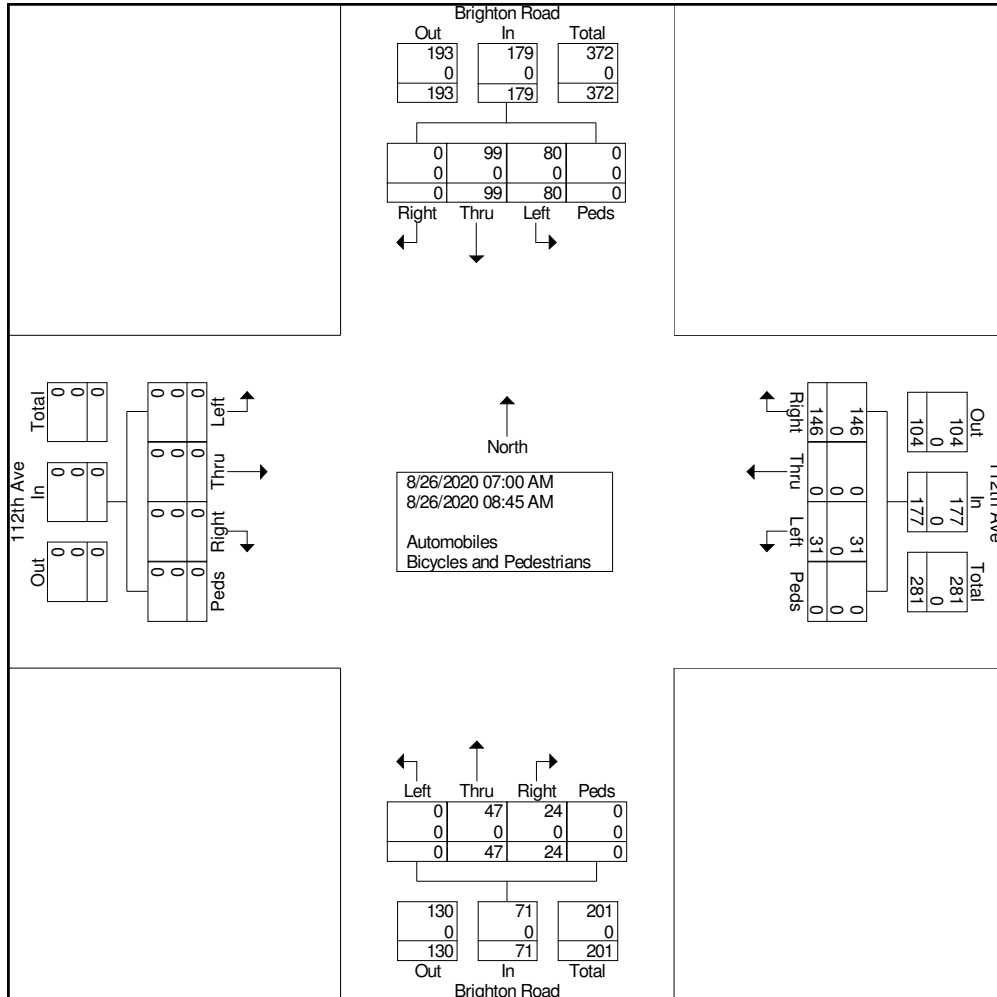 Brighton Road
Out In Total
193 179 372
0 0 0
193 179 372
0 99 80 0
0 0 0 0
0 99 80 0
Right Thru Left Peds
112th Ave
Total In Out
0 0 0
0 0 0
0 0 0
Left Thru Right Peds
0 0 0 0
0 0 0 0
0 0 0 0
North
8/26/2020 07:00 AM
8/26/2020 08:45 AM
Automobiles
Bicycles and Pedestrians
Right Thru Left Peds
146 0 31 0
0 0 0 0
146 0 31 0
112th Ave
Out In Total
104 177 281
0 0 0
104 177 281
Left Thru Right Peds
0 47 24 0
0 0 0 0
0 47 24 0
130 71 201
0 0 0
130 71 201
Out In Total
Brighton Road